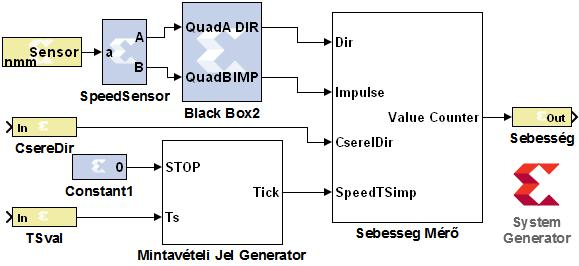 Sensor
nmm
a
A
B
SpeedSensor
QuadA DIR
QuadBIMP
Black Box2
Dir
Impulse
Value Counter
CserelDir
SpeedTSimp
Sebesseg Mérő
Out
Sebesség
In
CsereDir
0
Constant1
STOP
Tick
Ts
Mintavételi Jel Generator
In
TSval
System
Generator